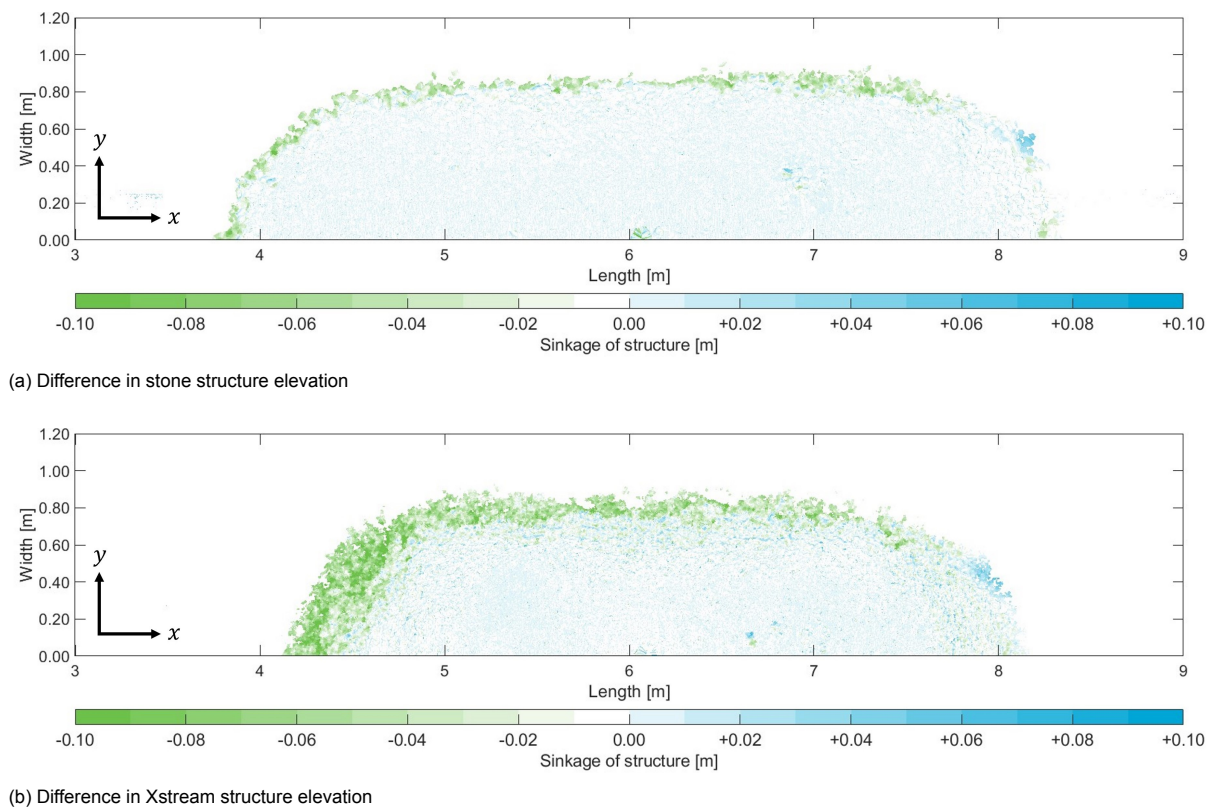 1.20
1.00
0.80
0.60
0.40
0.20
0.00
Width [m]
y
x
3 4 5 6 7 8 9
Length [m]
-0.10 -0.08 -0.06 -0.04 -0.02 0.00 +0.02 +0.04 +0.06 +0.08 +0.10
Sinkage of structure [m]
(a) Difference in stone structure elevation
1.20
1.00
0.80
0.60
0.40
0.20
0.00
Width [m]
y
x
3 4 5 6 7 8 9
Length [m]
-0.10 -0.08 -0.06 -0.04 -0.02 0.00 +0.02 +0.04 +0.06 +0.08 +0.10
Sinkage of structure [m]
(b) Difference in Xstream structure elevation